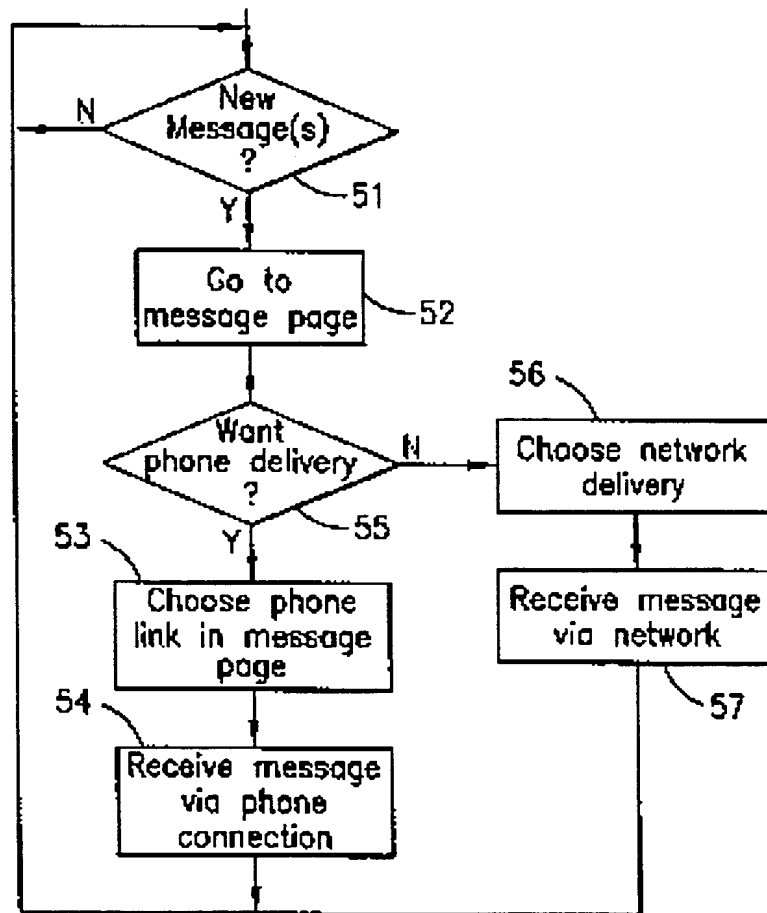 New
Message(s)
?
N
51
Y
Go to
message page
52
Want
phone delivery
?
N
55
Y
56
Choose network
delivery
53
Choose phone
link in message
page
Receive message
via network
57
54
Receive message
via phone
connection